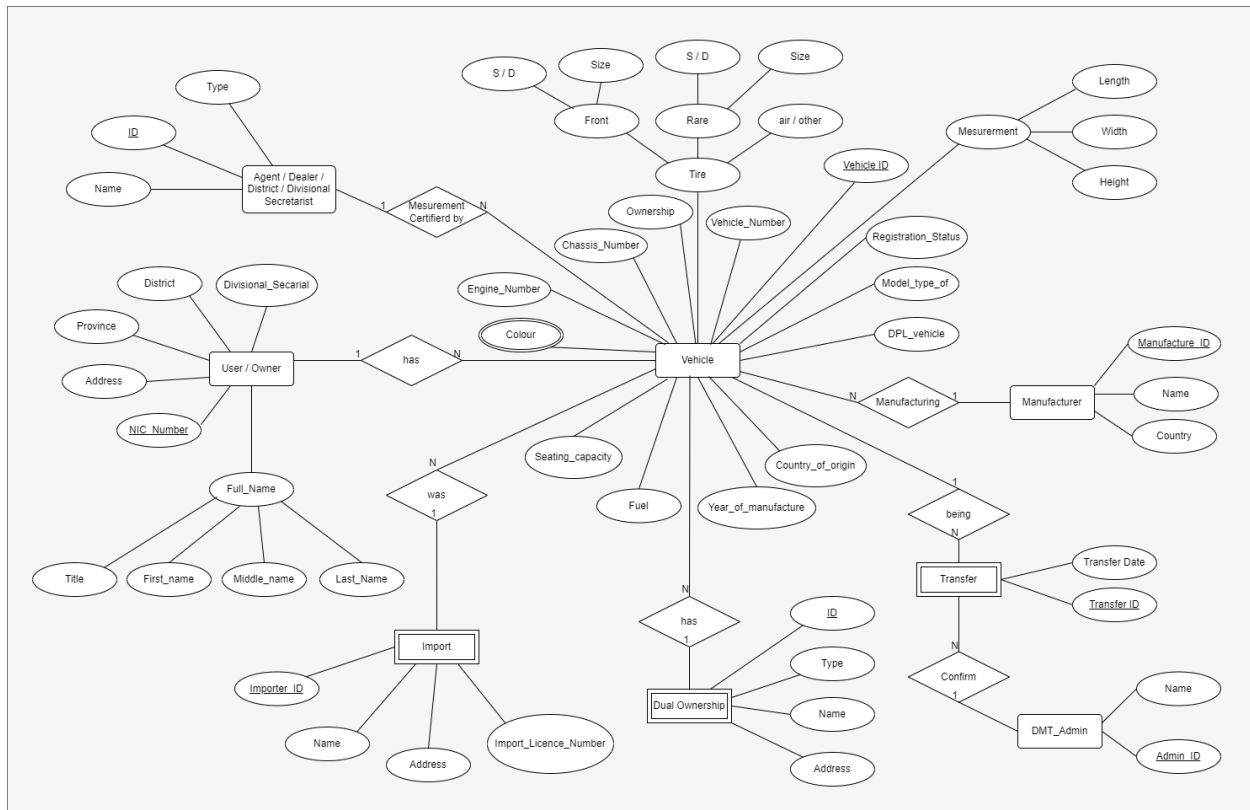 S / D
Size
S / D
Size
Type
Length
ID
Front
Rare
air / other
Mesurerment
Width
Vehicle ID
Agent / Dealer /
District / Divisional
Secretarist
Tire
Name
Height
1
Mesurement
Certifierd by
N
Ownership
Vehicle_Number
Chassis_Number
Registration_Status
District
Divisional_Secarial
Engine_Number
Model_type_of
Province
Colour
DPL_vehicle
Manufacture_ID
User / Owner
1
has
N
Vehicle
Address
Name
N
Manufacturing
1
Manufacturer
NIC_Number
Country
Seating_capacity
Country_of_origin
N
was
1
Full_Name
Fuel
Year_of_manufacture
1
being
N
Title
First_name
Middle_name
Last_Name
Transfer Date
Transfer
Transfer ID
N
has
1
ID
Import
N
Confirm
1
Type
Importer_ID
Dual Ownership
Name
Name
DMT_Admin
Name
Import_Licence_Number
Admin_ID
Address
Address